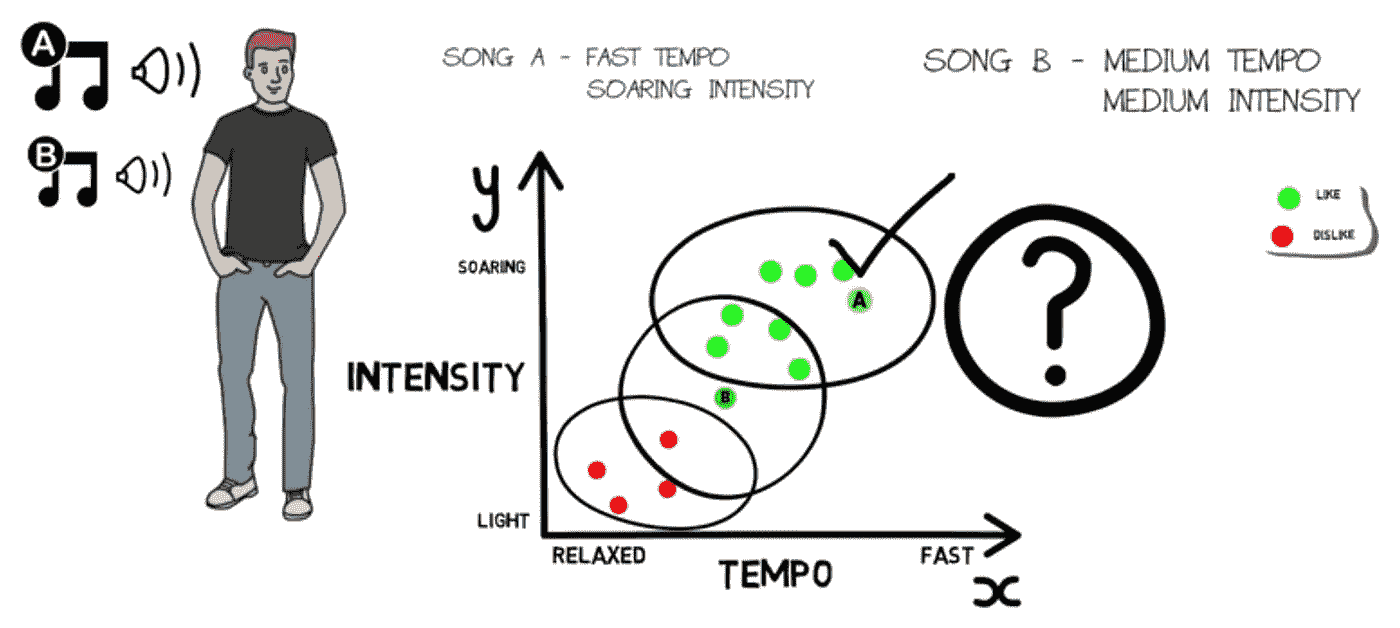 A
B
SONG A - FAST TEMPO
SOARING INTENSITY
SONG B - MEDIUM TEMPO
MEDIUM INTENSITY
LIKE
DISLIKE
y
SOARING
INTENSITY
LIGHT
A
B
?
RELAXED
TEMPO
FAST
x